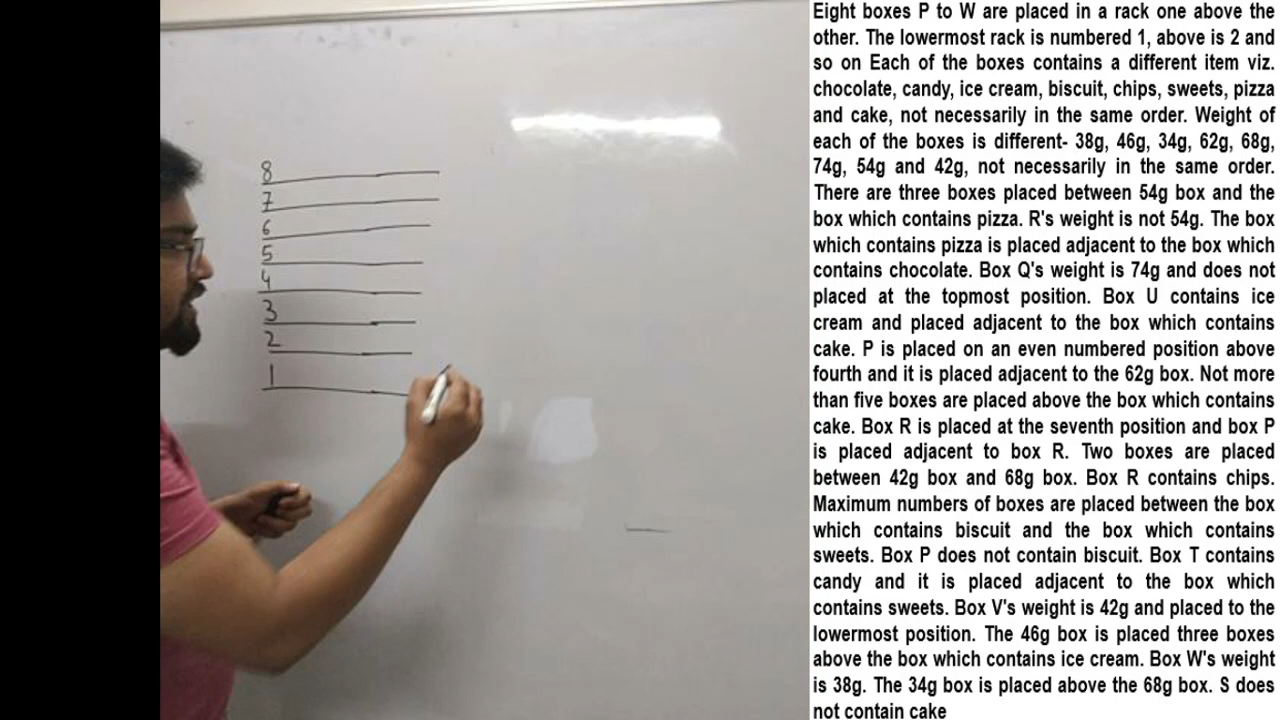 8
7
6
5
4
3
2
1
Eight boxes P to W are placed in a rack one above the
other. The lowermost rack is numbered 1, above is 2 and
so on Each of the boxes contains a different item viz.
chocolate, candy, ice cream, biscuit, chips, sweets, pizza
and cake, not necessarily in the same order. Weight of
each of the boxes is different- 38g, 46g, 34g, 62g, 68g,
74g, 54g and 42g, not necessarily in the same order.
There are three boxes placed between 54g box and the
box which contains pizza. R's weight is not 54g. The box
which contains pizza is placed adjacent to the box which
contains chocolate. Box Q's weight is 74g and does not
placed at the topmost position. Box U contains ice
cream and placed adjacent to the box which contains
cake. P is placed on an even numbered position above
fourth and it is placed adjacent to the 62g box. Not more
than five boxes are placed above the box which contains
cake. Box R is placed at the seventh position and box P
is placed adjacent to box R. Two boxes are placed
between 42g box and 68g box. Box R contains chips.
Maximum numbers of boxes are placed between the box
which contains biscuit and the box which contains
sweets. Box P does not contain biscuit. Box T contains
candy and it is placed adjacent to the box which
contains sweets. Box V's weight is 42g and placed to the
lowermost position. The 46g box is placed three boxes
above the box which contains ice cream. Box W's weight
is 38g. The 34g box is placed above the 68g box. S does
not contain cake